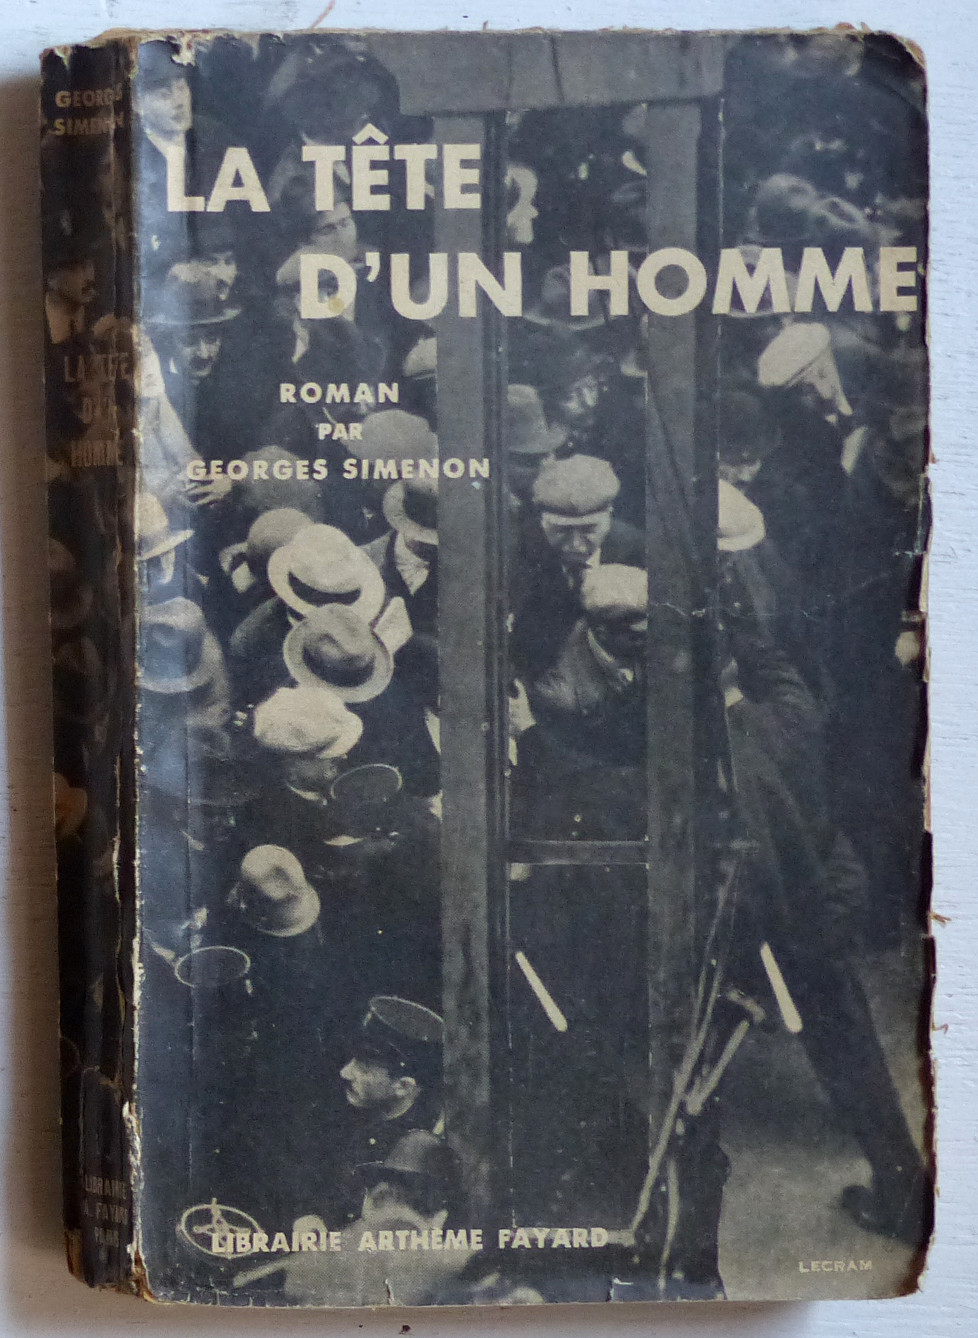 GEORGES
SIMENON
LA TÊTE
D'UN
HOMME
LIBRAIRIE
A. FAYARD
PARIS
LA TÊTE
D'UN HOMME
ROMAN
PAR
GEORGES SIMENON
LIBRAIRIE ARTHÈME FAYARD
LECRAM